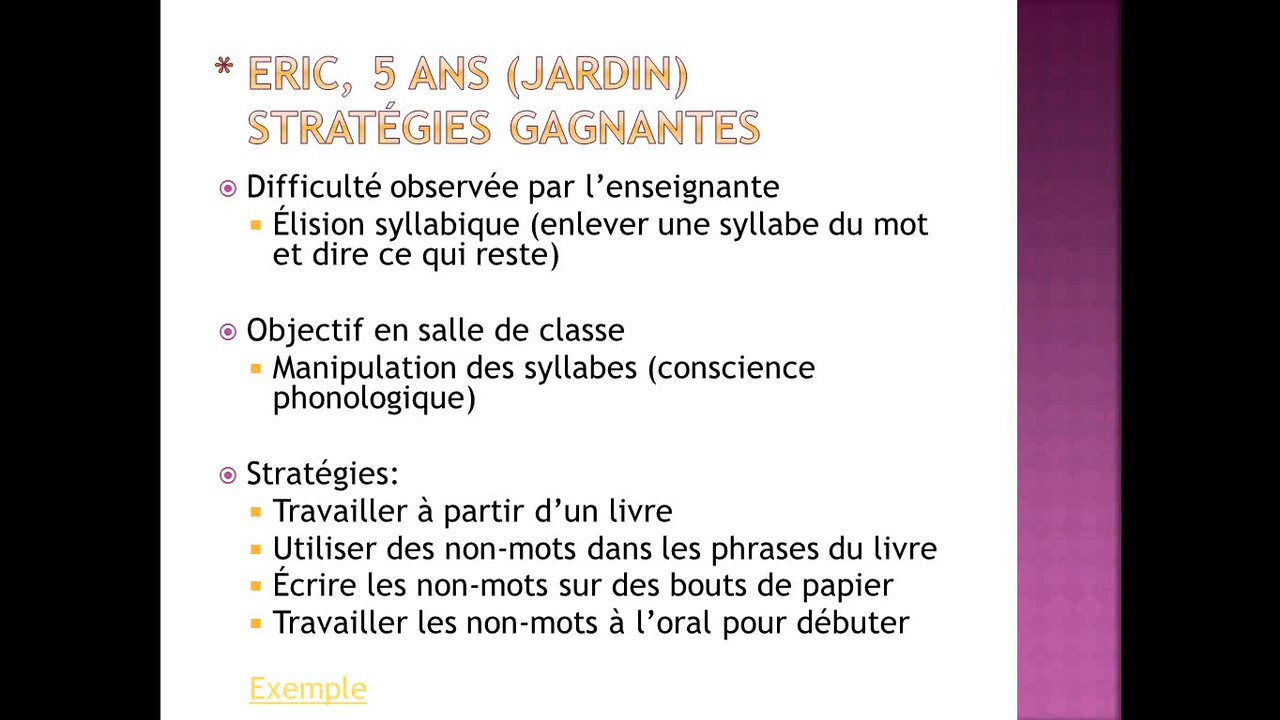 * ERIC, 5 ANS (JARDIN)
STRATÉGIES GAGNANTES
Difficulté observée par l’enseignante
Élision syllabique (enlever une syllabe du mot
et dire ce qui reste)
Objectif en salle de classe
Manipulation des syllabes (conscience
phonologique)
Stratégies:
Travailler à partir d’un livre
Utiliser des non-mots dans les phrases du livre
Écrire les non-mots sur des bouts de papier
Travailler les non-mots à l’oral pour débuter
Exemple